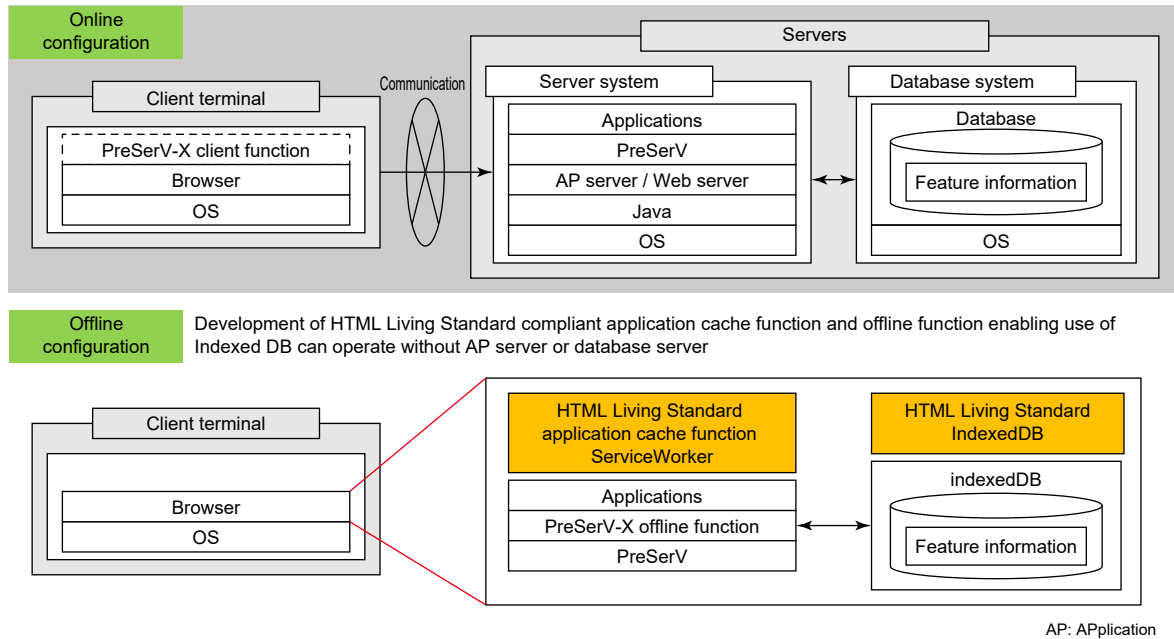 Online
configuration
Servers
Communication
Client terminal
PreSerV-X client function
Browser
OS
Server system
Applications
PreSerV
AP server / Web server
Java
OS
Database system
Database
Feature information
OS
Offline
configuration
Development of HTML Living Standard compliant application cache function and offline function enabling use of
Indexed DB can operate without AP server or database server
Client terminal
Browser
OS
HTML Living Standard
application cache function
ServiceWorker
Applications
PreSerV-X offline function
PreSerV
HTML Living Standard
IndexedDB
indexedDB
Feature information
AP: APplication